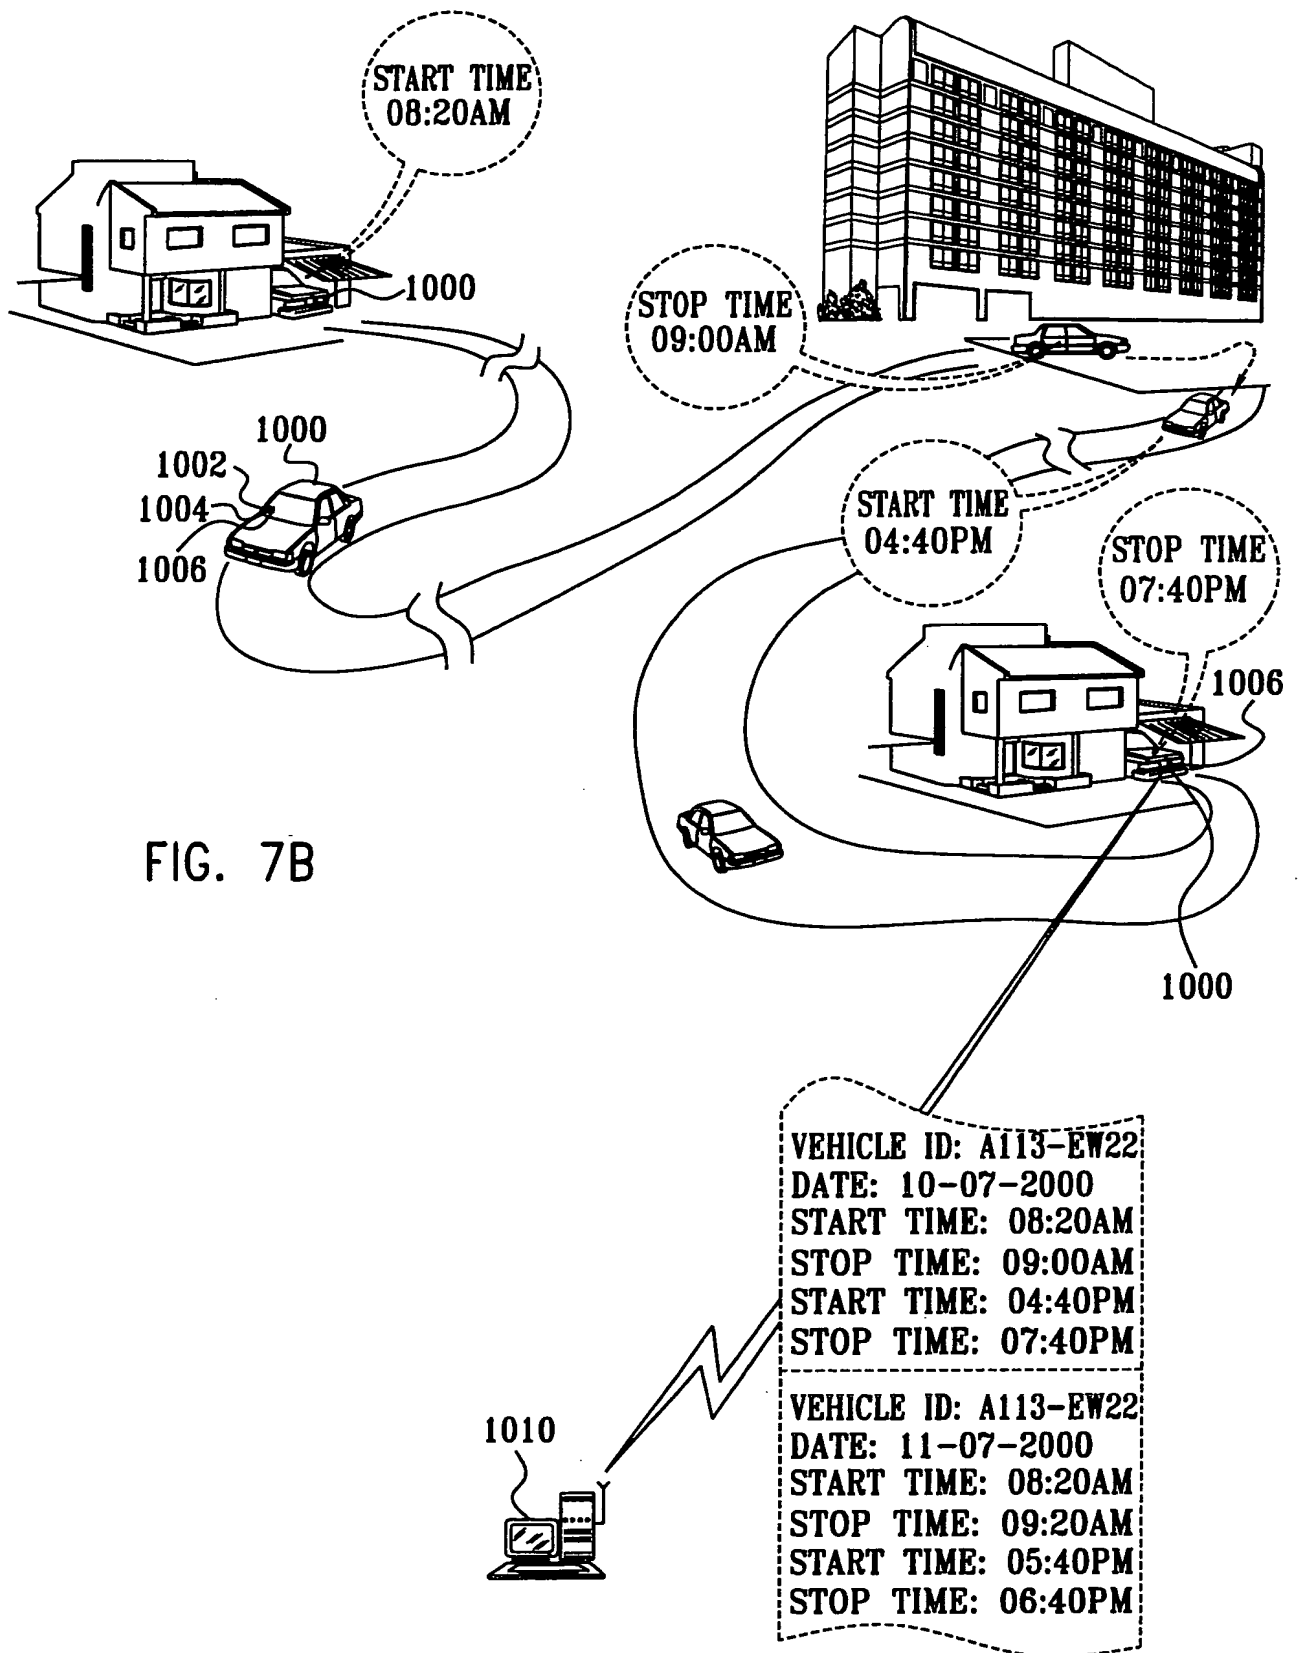 START TIME
08:20AM
1000
STOP TIME
09:00AM
1000
1002
1004
1006
START TIME
04:40PM
STOP TIME
07:40PM
1006
FIG. 7B
1000
VEHICLE ID: A113-EW22
DATE: 10-07-2000
START TIME: 08:20AM
STOP TIME: 09:00AM
START TIME: 04:40PM
STOP TIME: 07:40PM
VEHICLE ID: A113-EW22
DATE: 11-07-2000
START TIME: 08:20AM
STOP TIME: 09:20AM
START TIME: 05:40PM
STOP TIME: 06:40PM
1010